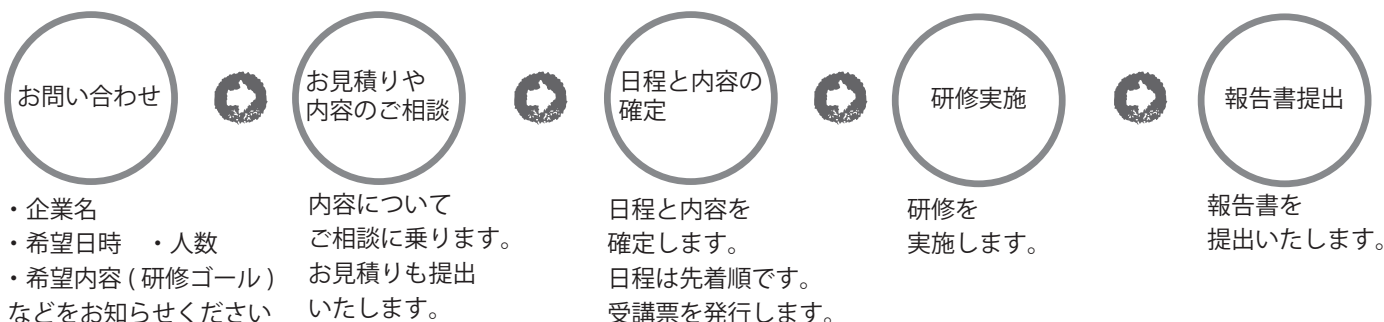 お問い合わせ
お見積りや
内容のご相談
日程と内容の
確定
研修実施
報告書提出
・企業名
・希望日時　・人数
・希望内容 ( 研修ゴール )
などをお知らせください
内容について
ご相談に乗ります。
お見積りも提出
いたします。
日程と内容を
確定します。
日程は先着順です。
受講票を発行します。
研修を
実施します。
報告書を
提出いたします。